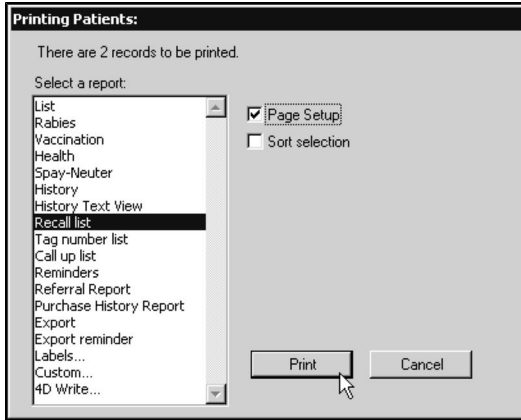 Printing Patients:
There are 2 records to be printed.
Select a report:
List
Rabies
Vaccination
Health
Spay-Neuter
History
History Text View
Recall list
Tag number list
Call up list
Reminders
Referral Report
Purchase History Report
Export
Export reminder
Labels...
Custom...
4D Write...
Page Setup
Sort selection
Print
Cancel